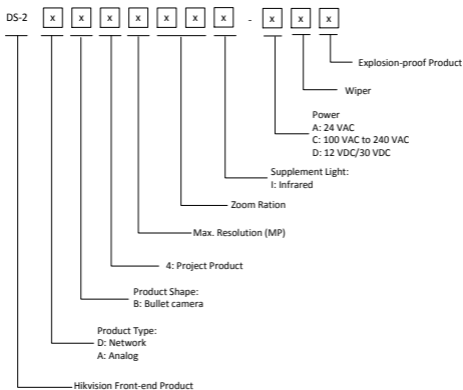 DS-2 x x x x x x x - x x x
Explosion-proof Product
Wiper
Power
A: 24 VAC
C: 100 VAC to 240 VAC
D: 12 VDC/30 VDC
Supplement Light:
I: Infrared
Zoom Ration
Max. Resolution (MP)
4: Project Product
Product Shape:
B: Bullet camera
Product Type:
D: Network
A: Analog
Hikvision Front-end Product